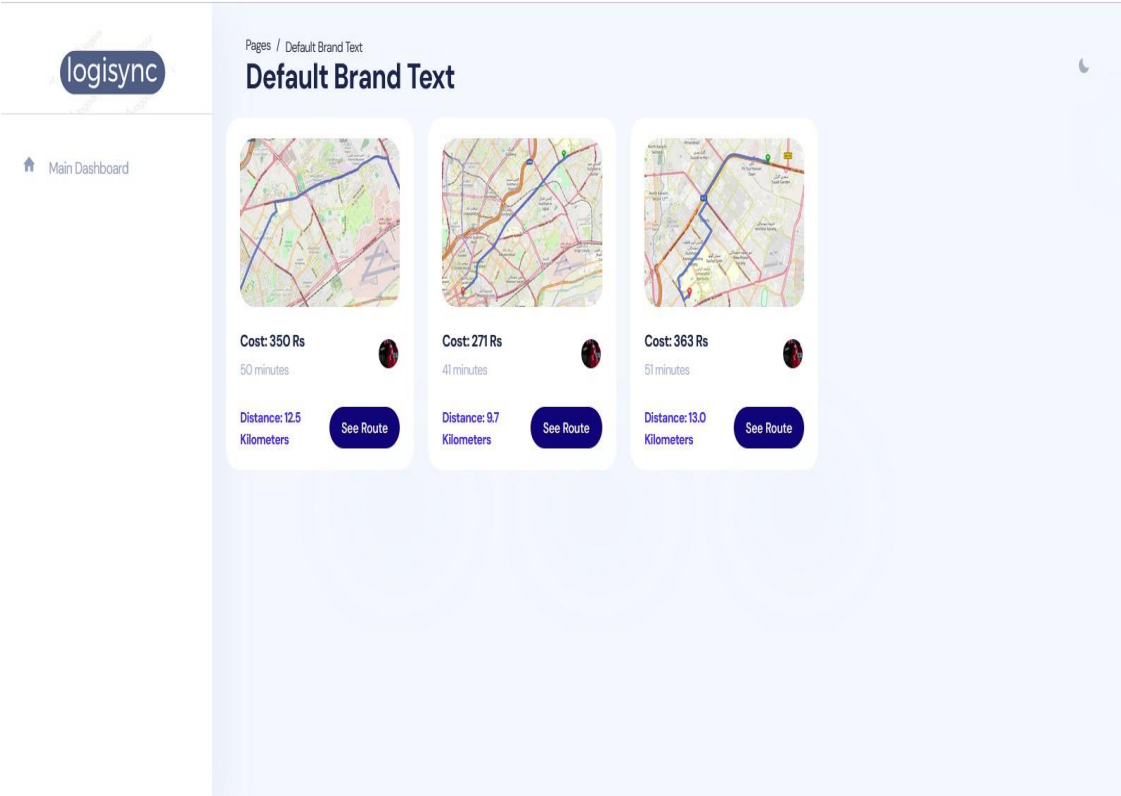 logisync
Pages / Default Brand Text
Default Brand Text
Main Dashboard
Cost: 350 Rs
50 minutes
Distance: 12.5
Kilometers
See Route
Cost: 271 Rs
41 minutes
Distance: 9.7
Kilometers
See Route
Cost: 363 Rs
51 minutes
Distance: 13.0
Kilometers
See Route